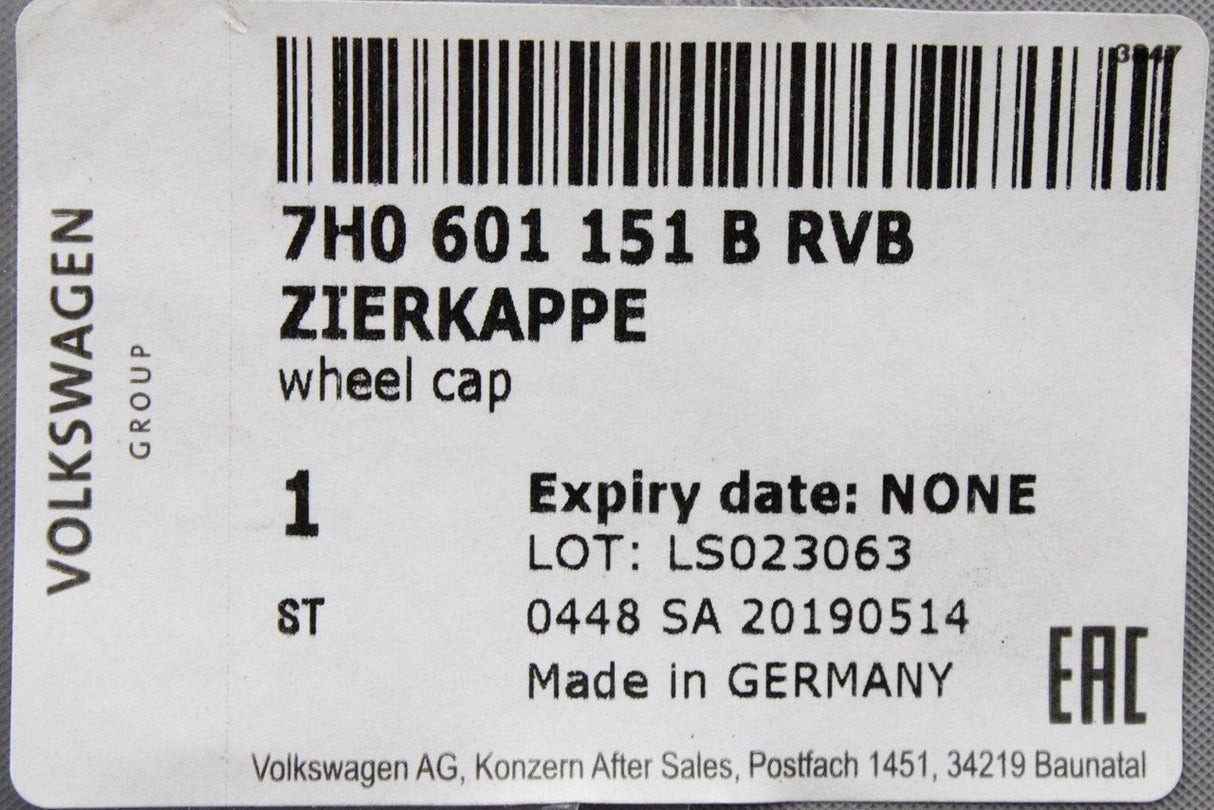 VOLKSWAGEN
GROUP
7H0 601 151 B RVB
ZIERKAPPE
wheel cap
1
Expiry date: NONE
LOT: LS023063
ST
0448 SA 20190514
Made in GERMANY
EAC
Volkswagen AG, Konzern After Sales, Postfach 1451, 34219 Baunatal